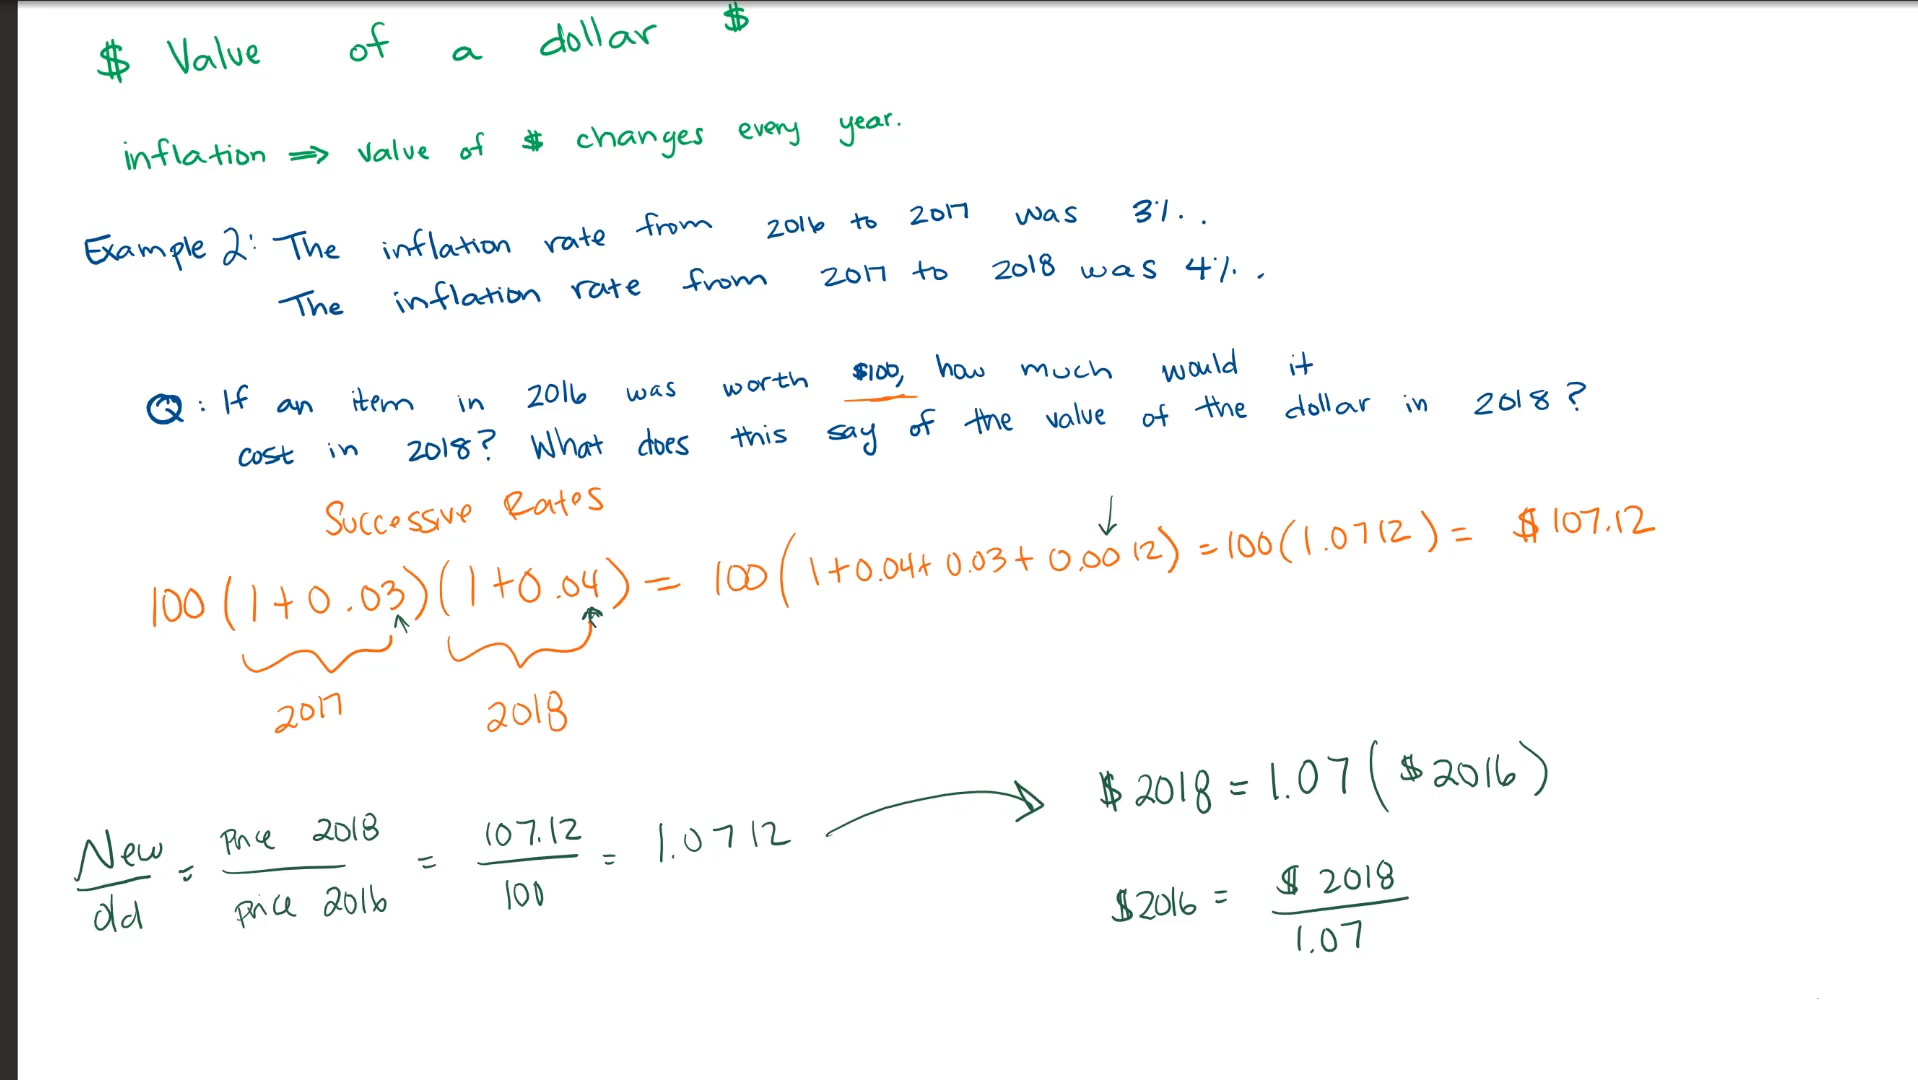 $ Value of a dollar $
inflation ⇒ value of $ changes every year.
Example 2: The inflation rate from 2016 to 2017 was 3%.
The inflation rate from 2017 to 2018 was 4%.
Q: If an item in 2016 was worth $100, how much would it
cost in 2018? What does this say of the value of the dollar in 2018?
Successive Rates
100(1+0.03)(1+0.04) = 100(1+0.04+0.03+0.0012) = 100(1.0712) = $107.12
2017 2018
New/old = Price 2018/price 2016 = 107.12/100 = 1.0712
$2018 = 1.07($2016)
$2016 = $2018/1.07